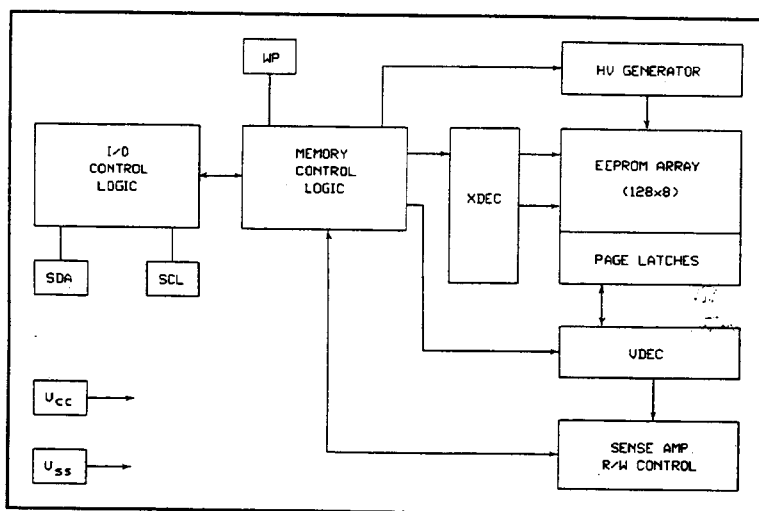 WP
HV GENERATOR
I/O
CONTROL
LOGIC
MEMORY
CONTROL
LOGIC
XDEC
EEPROM ARRAY
(128x8)
PAGE LATCHES
SDA
SCL
VDEC
VCC
VSS
SENSE AMP
R/W CONTROL